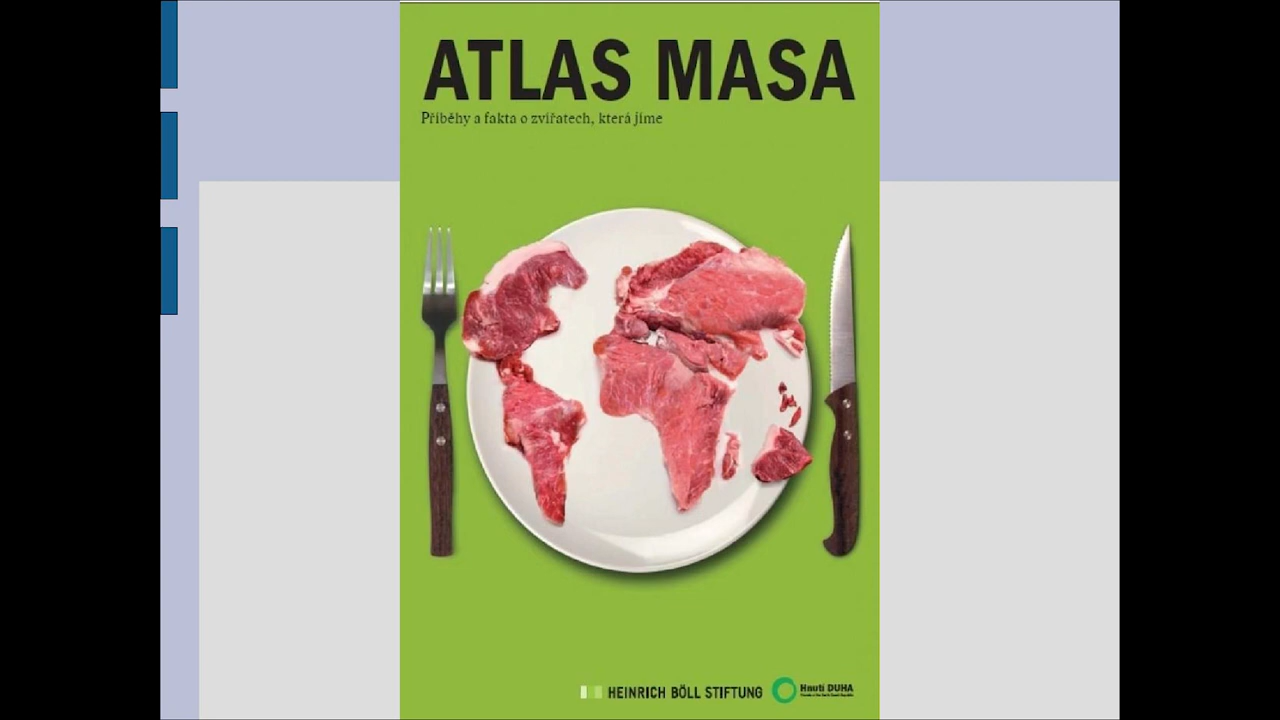 ATLAS MASA
Příběhy a fakta o zvířatech, která jíme
HEINRICH BÖLL STIFTUNG
Hnutí DUHA